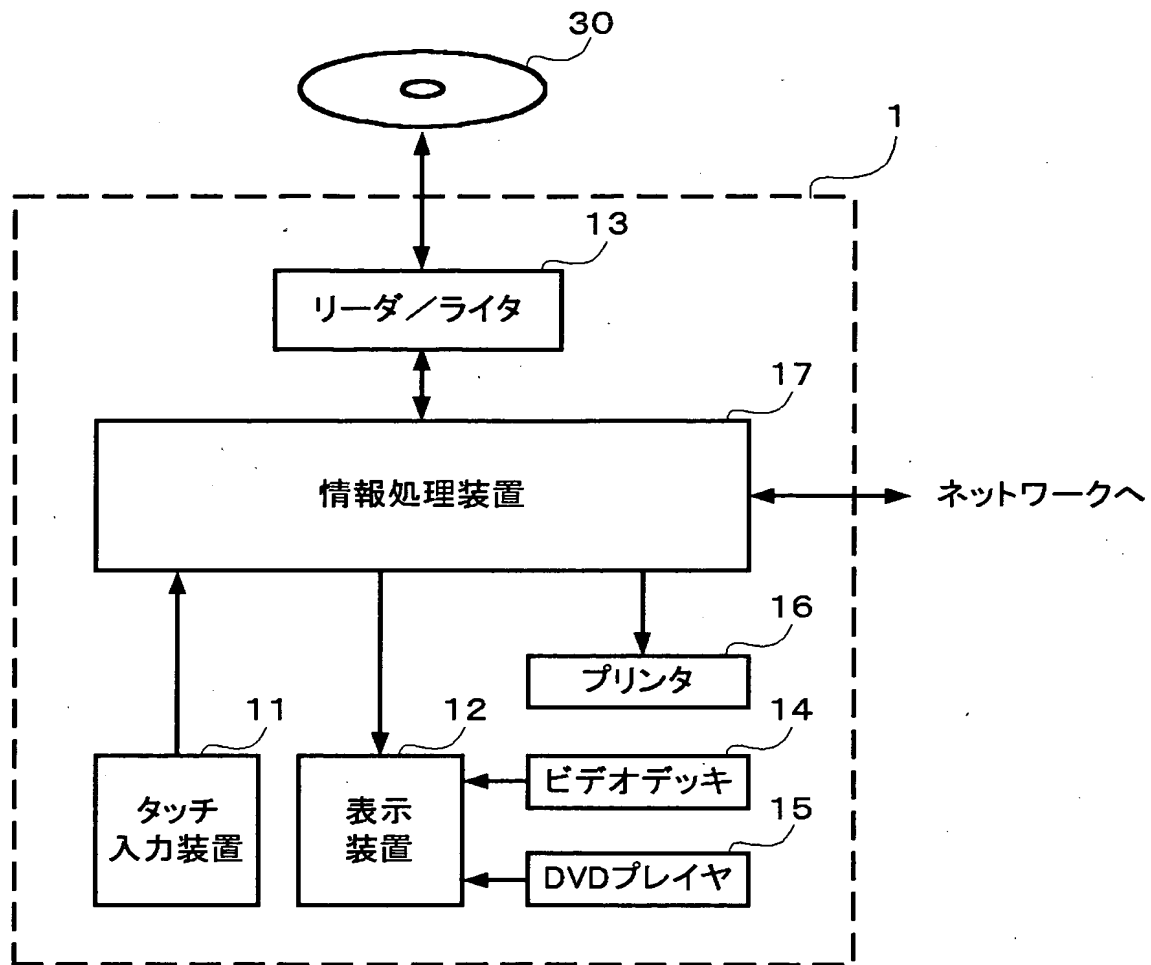 30
1
13
リーダ／ライタ
17
情報処理装置
ネットワークへ
16
プリンタ
11
12
14
タッチ
入力装置
表示
装置
ビデオデッキ
15
DVDプレイヤ